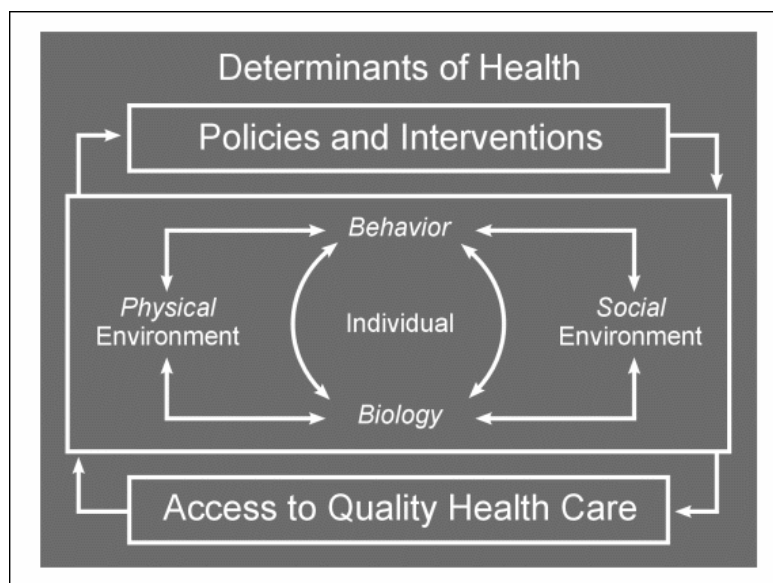 Determinants of Health
Policies and Interventions
Behavior
Physical
Environment
Individual
Social
Environment
Biology
Access to Quality Health Care